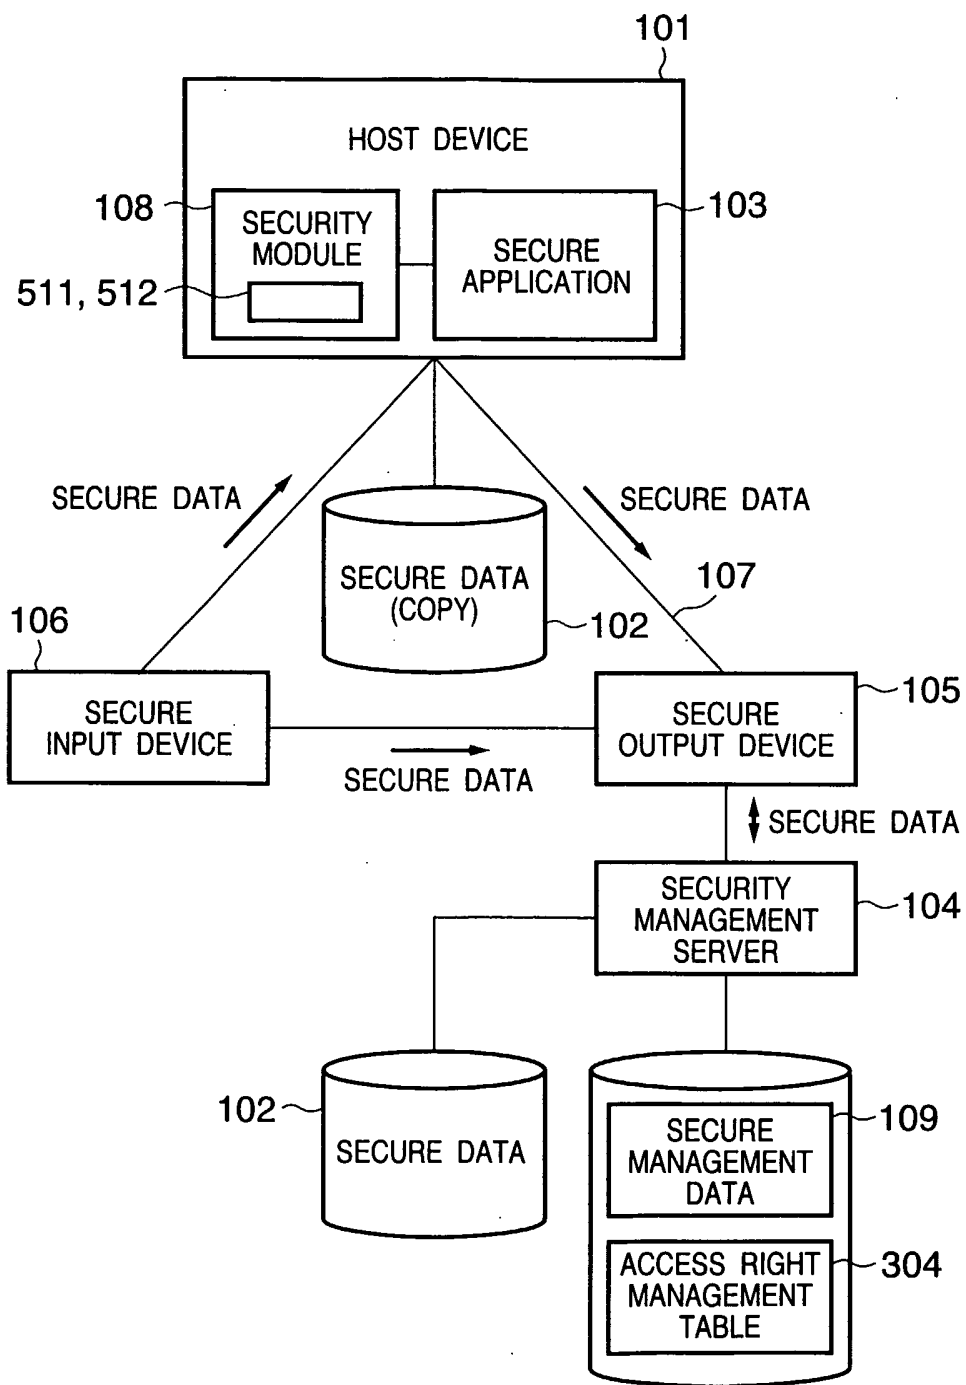 101
HOST DEVICE
108
SECURITY
MODULE
103
SECURE
APPLICATION
511, 512
SECURE DATA
SECURE DATA
SECURE DATA
(COPY)
102
107
106
SECURE
INPUT DEVICE
105
SECURE
OUTPUT DEVICE
SECURE DATA
SECURE DATA
SECURITY
MANAGEMENT
SERVER
104
102
SECURE DATA
109
SECURE
MANAGEMENT
DATA
304
ACCESS RIGHT
MANAGEMENT
TABLE